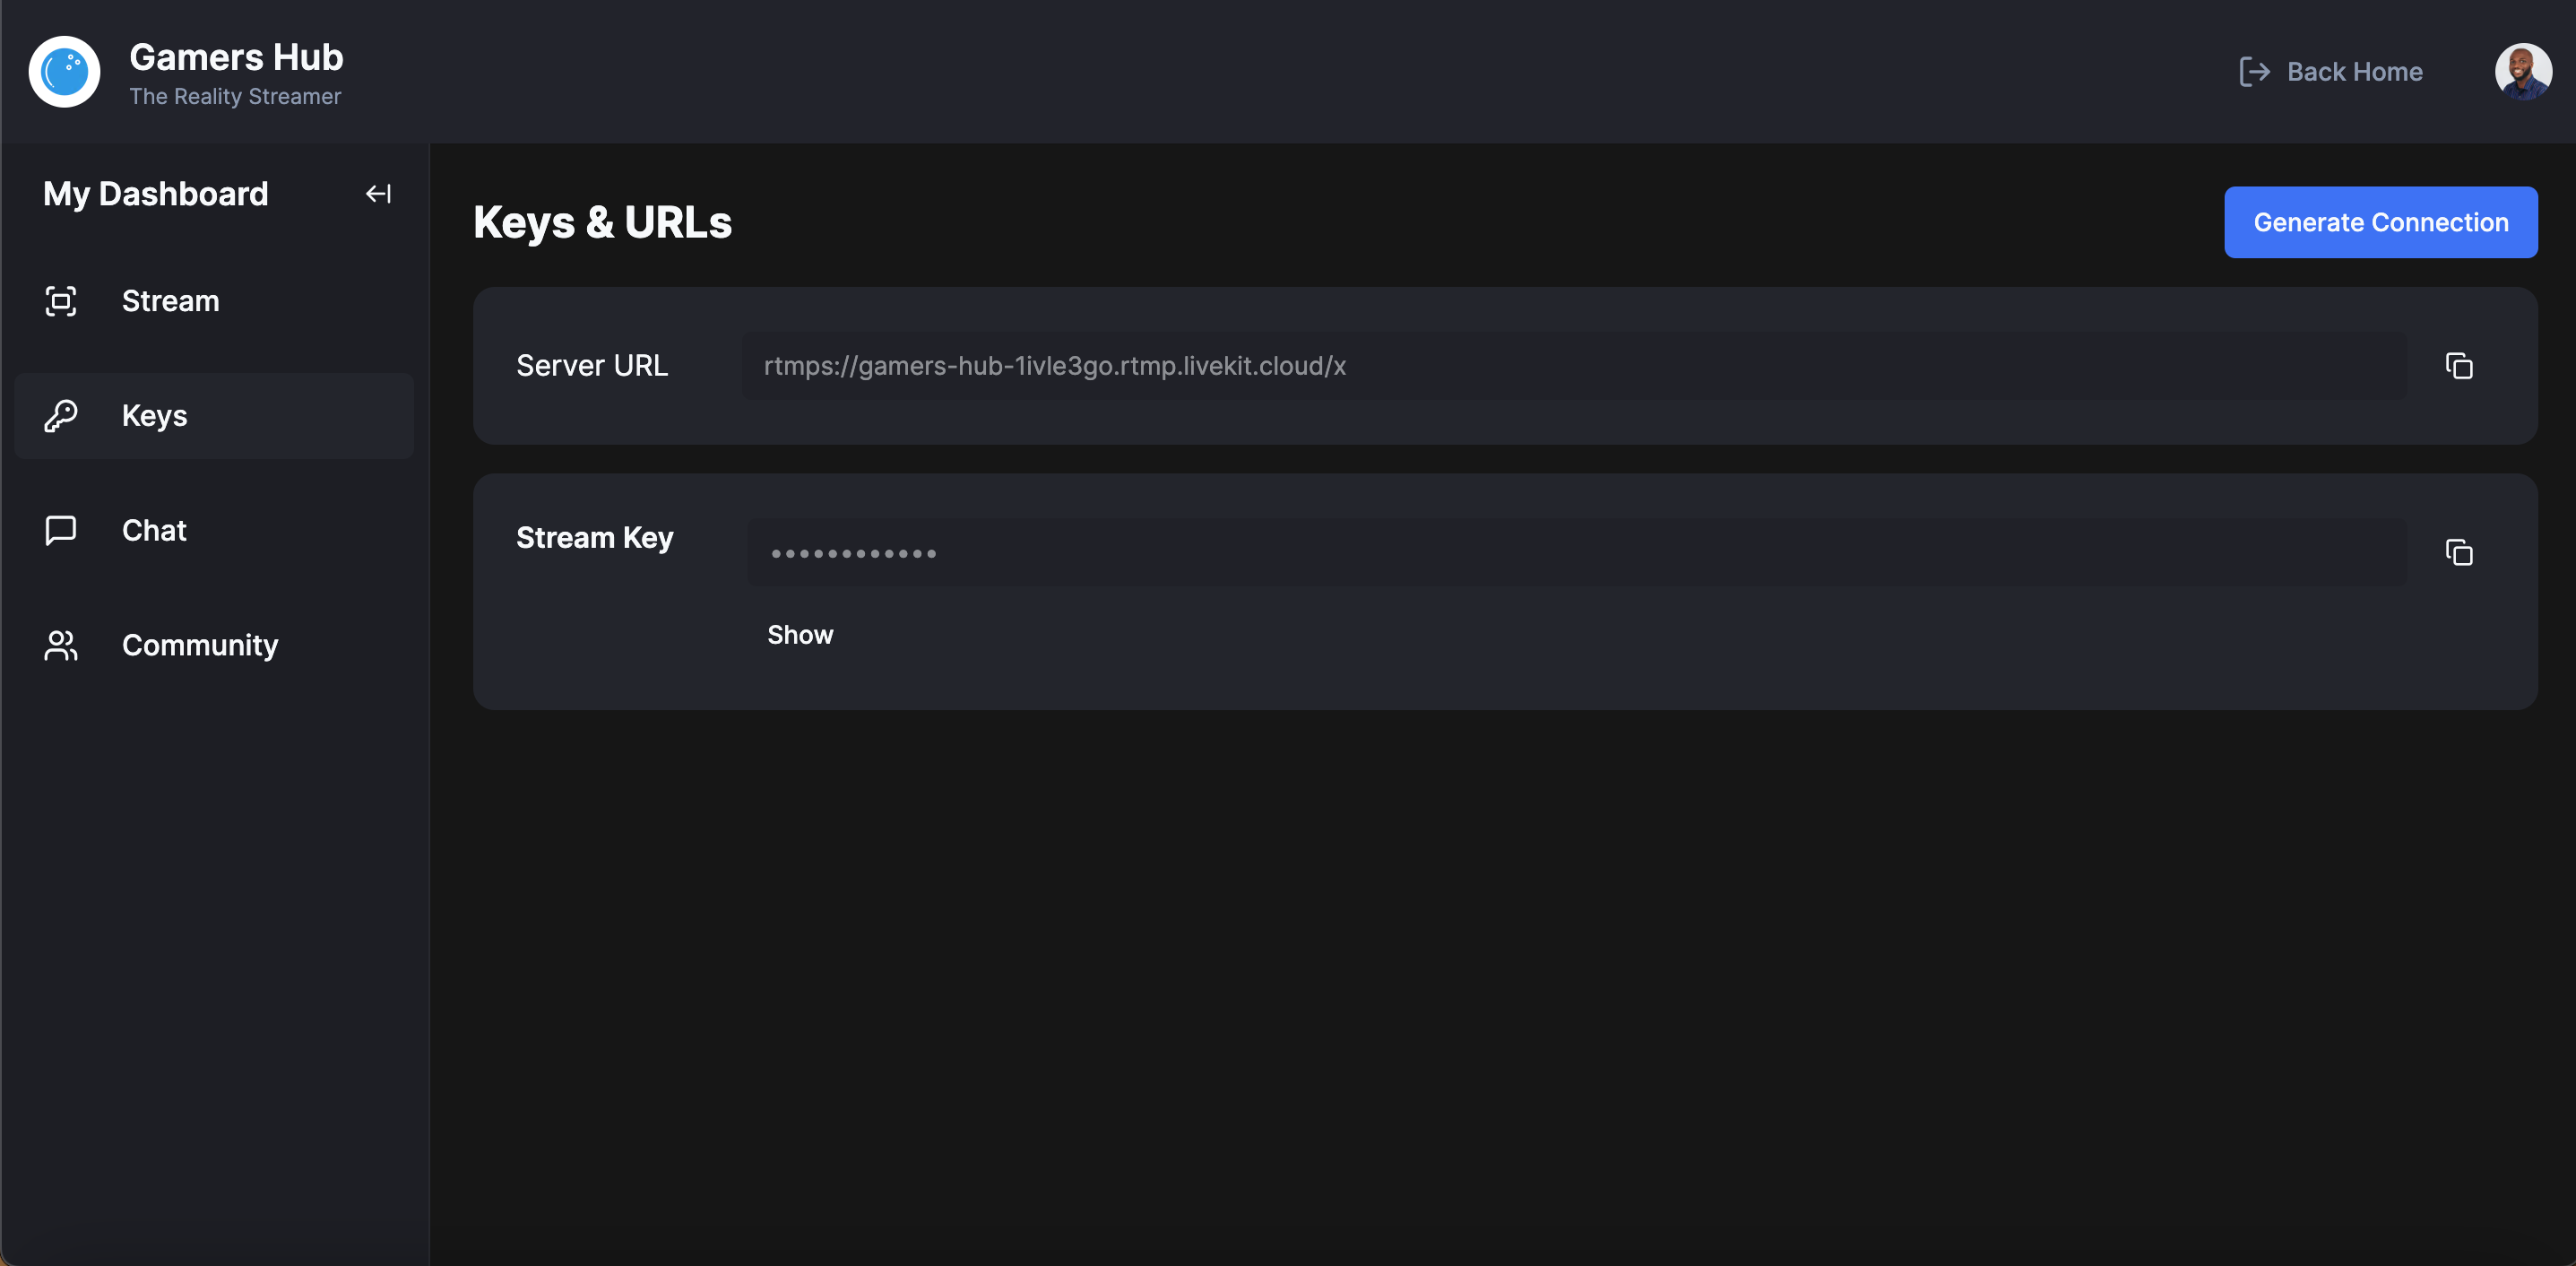 Gamers Hub
The Reality Streamer
Back Home
My Dashboard
Stream
Keys
Chat
Community
Keys & URLs
Generate Connection
Server URL
rtmps://gamers-hub-1ivle3go.rtmp.livekit.cloud/x
Stream Key
••••••••••••
Show